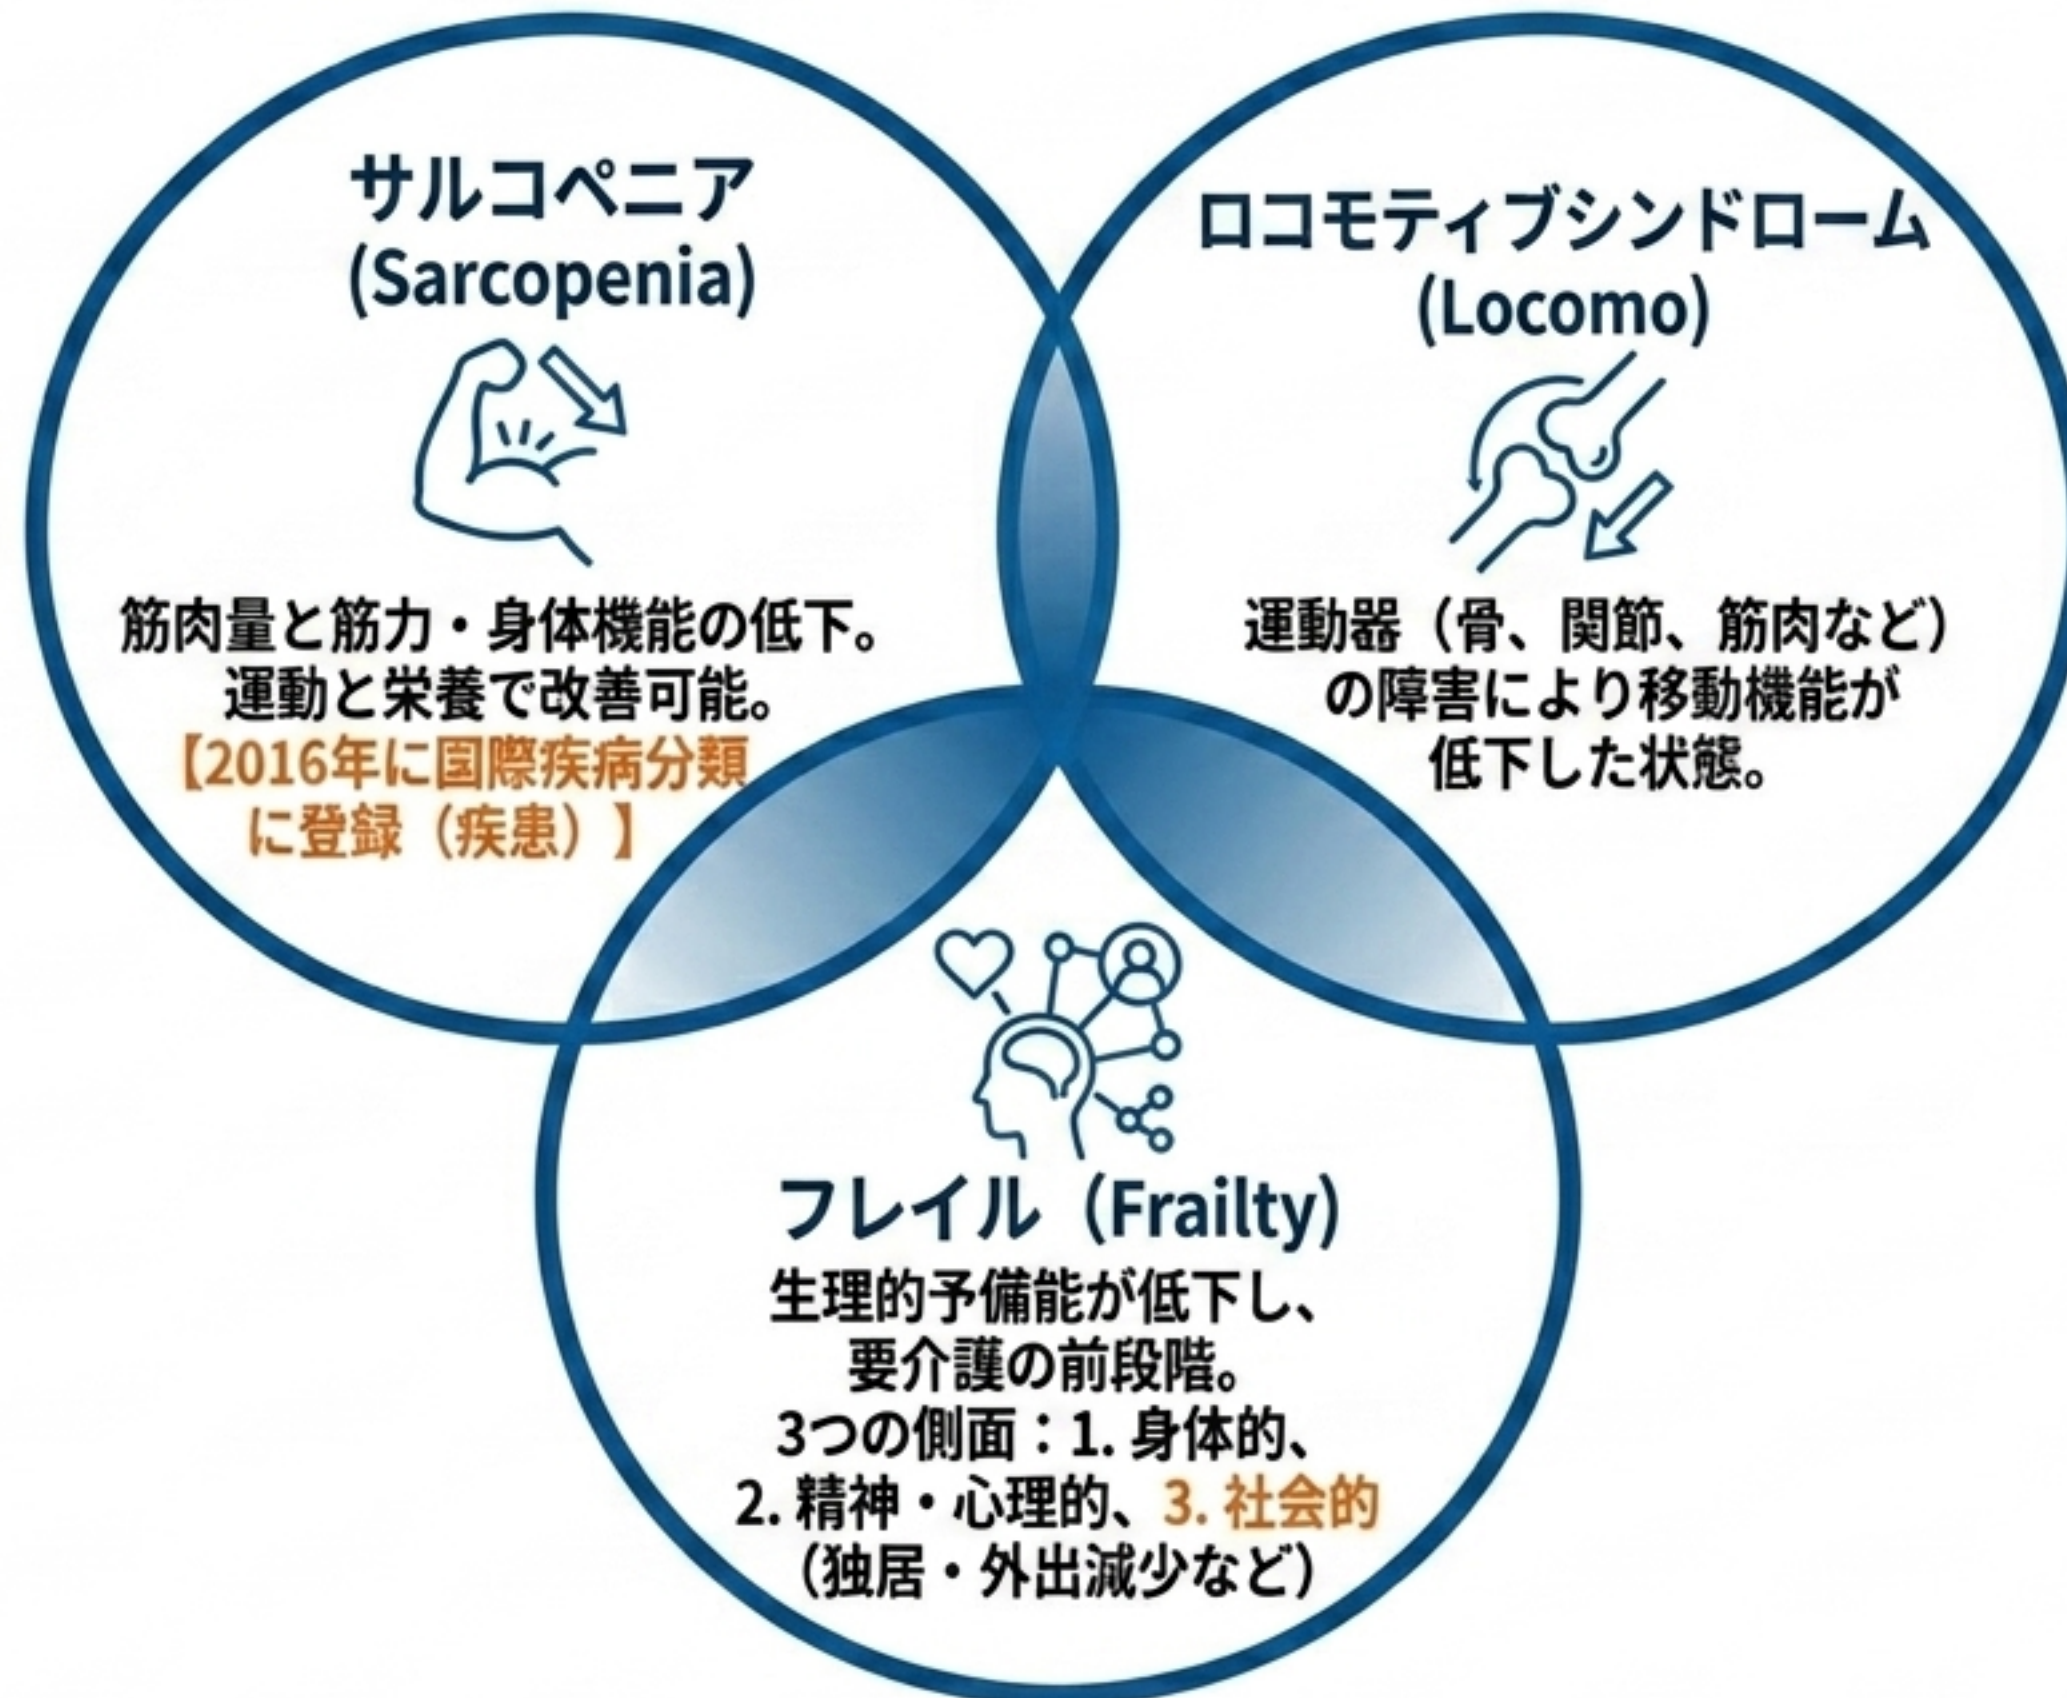 サルコペニア
(Sarcopenia)
筋肉量と筋力・身体機能の低下。
運動と栄養で改善可能。
【2016年に国際疾病分類
に登録（疾患）】
ロコモティブシンドローム
(Locomo)
運動器（骨、関節、筋肉など）
の障害により移動機能が
低下した状態。
フレイル（Frailty)
生理的予備能が低下し、
要介護の前段階。
3つの側面：1. 身体的、
2. 精神・心理的、3. 社会的
（独居・外出減少など）